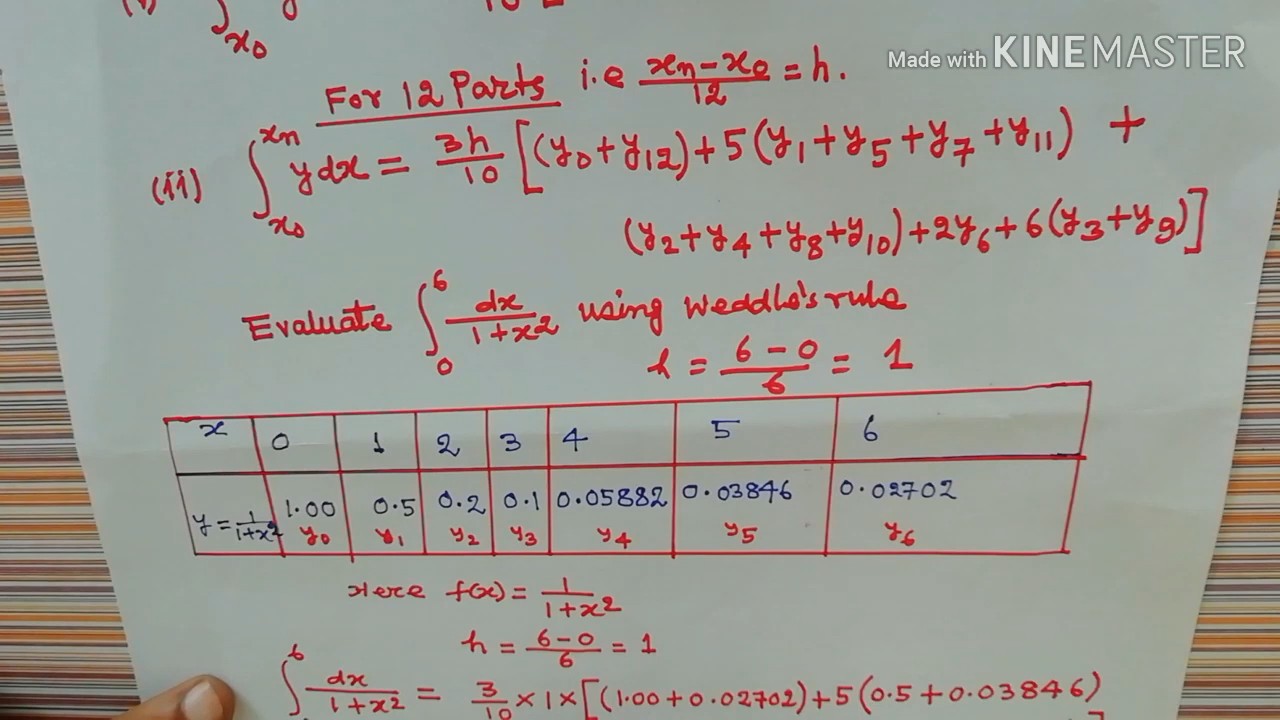 Made with KINEMASTER
x0
For 12 Parts i.e (xn − x0)/12 = h.
(ii) ∫_{x0}^{xn} y dx = 3h/10 [(y0+y12)+5(y1+y5+y7+y11) +
(y2+y4+y8+y10)+2y6+6(y3+y9)]
Evaluate ∫_0^6 dx/(1+x²) using Weddle's rule
h = (6 − 0)/6 = 1
x 0 1 2 3 4 5 6
y = 1/(1+x²) 1.00 0.5 0.2 0.1 0.05882 0.03846 0.02702
y0 y1 y2 y3 y4 y5 y6
Here f(x) = 1/(1+x²)
h = (6−0)/6 = 1
∫_0^6 dx/(1+x²) = 3/10 × 1 × [(1.00+0.02702)+5(0.5+0.03846)